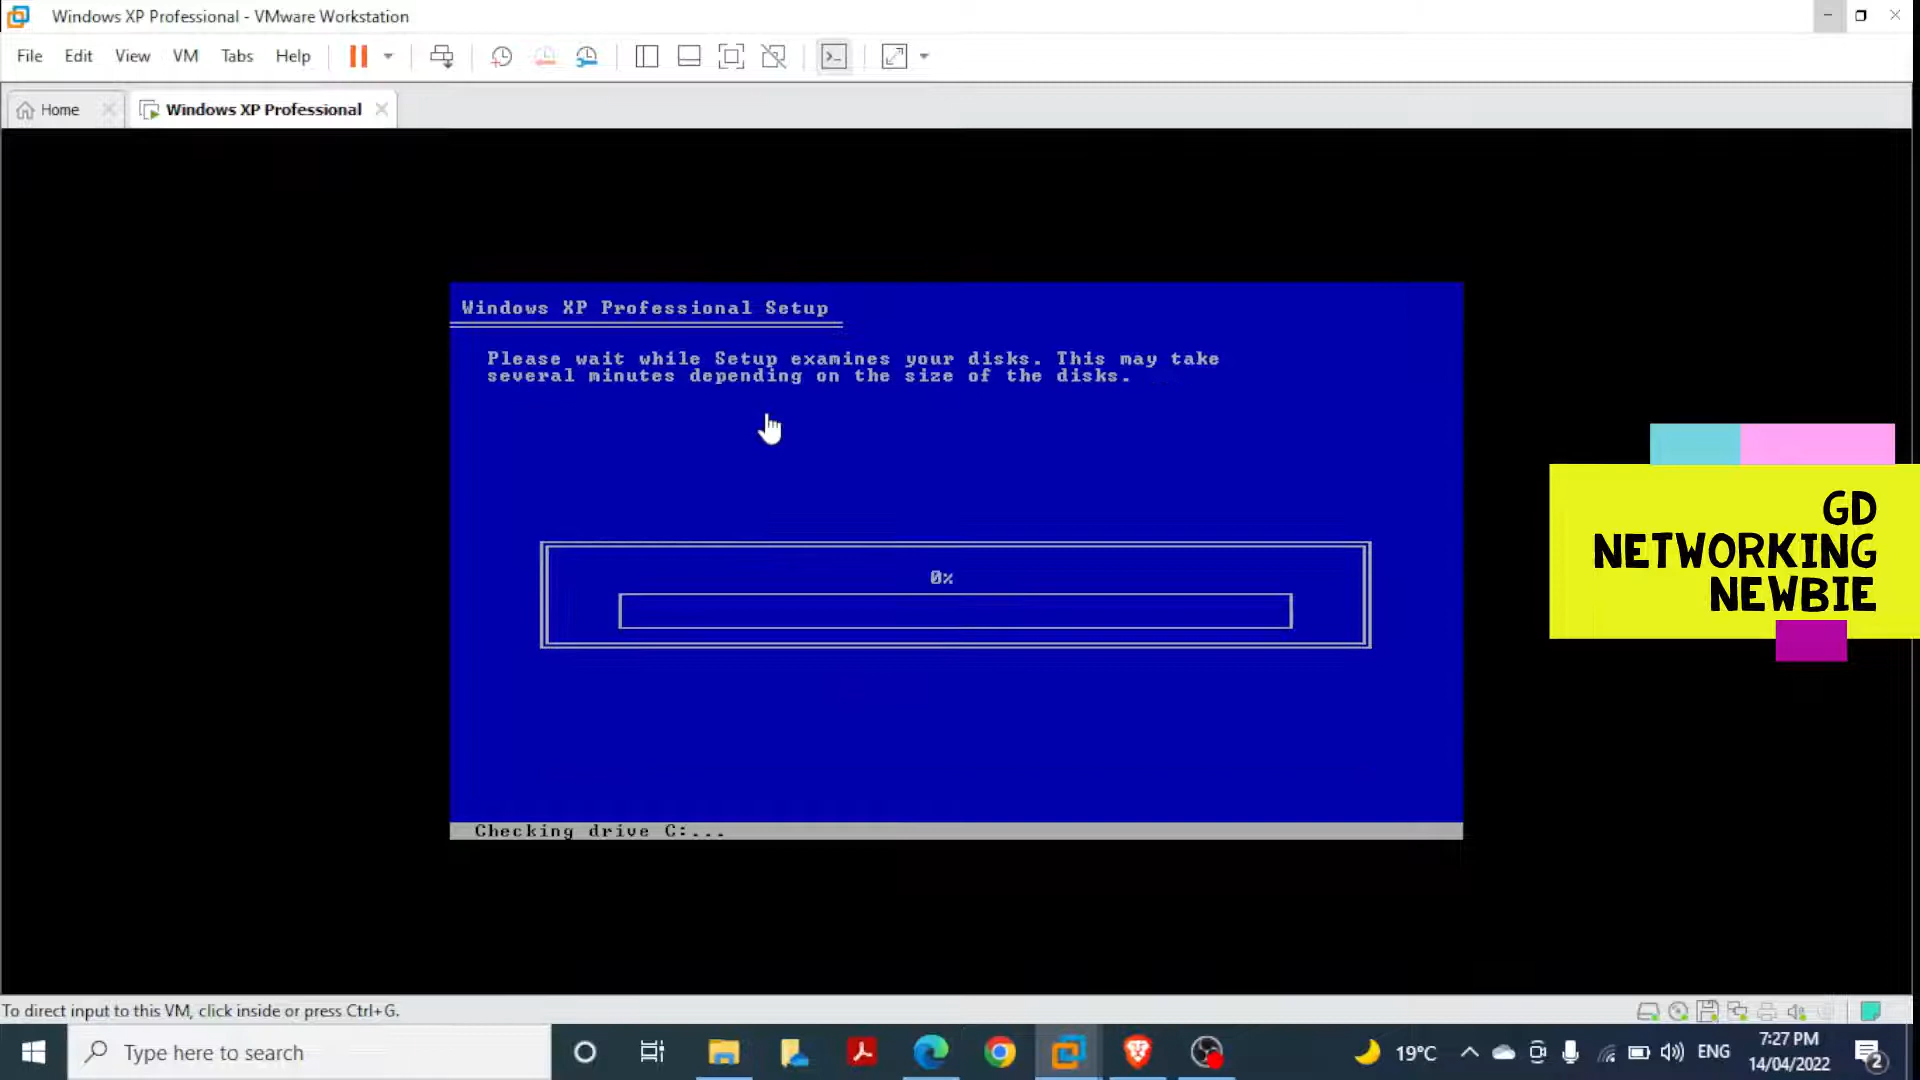 Windows XP Professional - VMware Workstation
File Edit View VM Tabs Help
Home
Windows XP Professional
Windows XP Professional Setup
Please wait while Setup examines your disks. This may take
several minutes depending on the size of the disks.
0%
Checking drive C:...
GD
NETWORKING
NEWBIE
To direct input to this VM, click inside or press Ctrl+G.
Type here to search
19°C
ENG
7:27 PM
14/04/2022
2